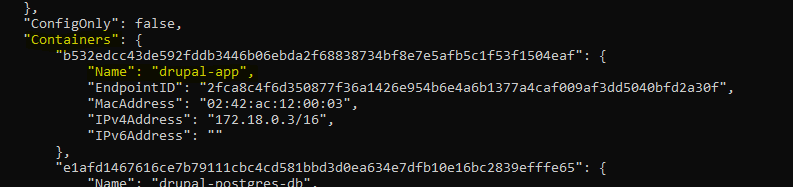 },
"ConfigOnly": false,
"Containers": {
"b532edcc43de592fddb3446b06ebda2f68838734bf8e7e5afb5c1f53f1504eaf": {
"Name": "drupal-app",
"EndpointID": "2fca8c4f6d350877f36a1426e954b6e4a6b1377a4caf009af3dd5040bfd2a30f",
"MacAddress": "02:42:ac:12:00:03",
"IPv4Address": "172.18.0.3/16",
"IPv6Address": ""
},
"e1afd1467616ce7b79111cbc4cd581bbd3d0ea634e7dfb10e16bc2839efffe65": {
"Name": "drupal-postgres-db",